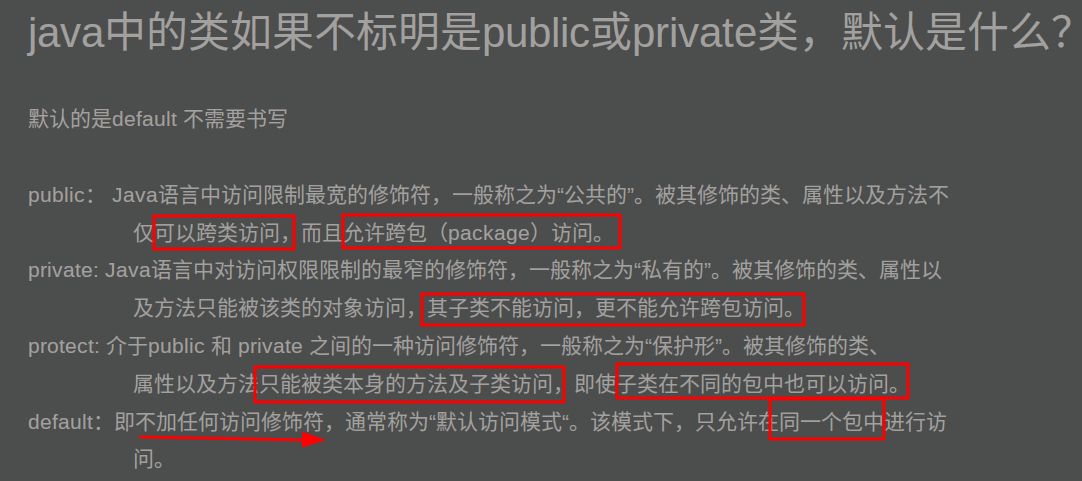 java中的类如果不标明是public或private类，默认是什么？
默认的是default 不需要书写
public： Java语言中访问限制最宽的修饰符，一般称之为“公共的”。被其修饰的类、属性以及方法不
仅可以跨类访问，而且允许跨包（package）访问。
private: Java语言中对访问权限限制的最窄的修饰符，一般称之为“私有的”。被其修饰的类、属性以
及方法只能被该类的对象访问，其子类不能访问，更不能允许跨包访问。
protect: 介于public 和 private 之间的一种访问修饰符，一般称之为“保护形”。被其修饰的类、
属性以及方法只能被类本身的方法及子类访问，即使子类在不同的包中也可以访问。
default：即不加任何访问修饰符，通常称为“默认访问模式“。该模式下，只允许在同一个包中进行访
问。